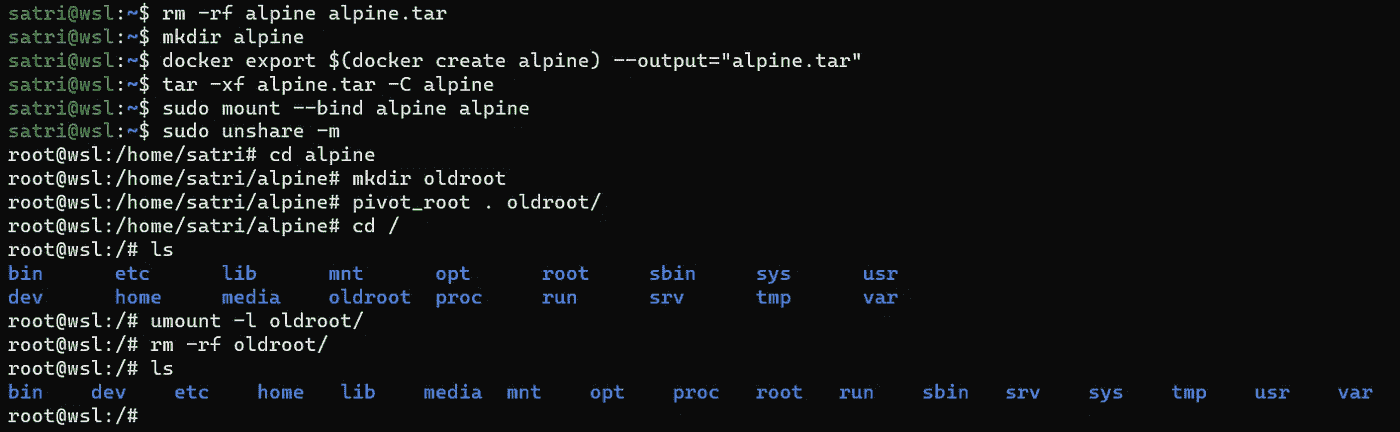 satri@wsl:~$ rm -rf alpine alpine.tar
satri@wsl:~$ mkdir alpine
satri@wsl:~$ docker export $(docker create alpine) --output="alpine.tar"
satri@wsl:~$ tar -xf alpine.tar -C alpine
satri@wsl:~$ sudo mount --bind alpine alpine
satri@wsl:~$ sudo unshare -m
root@wsl:/home/satri# cd alpine
root@wsl:/home/satri/alpine# mkdir oldroot
root@wsl:/home/satri/alpine# pivot_root . oldroot/
root@wsl:/home/satri/alpine# cd /
root@wsl:/# ls
bin      etc      lib      mnt      opt      root     sbin     sys      usr
dev      home     media    oldroot  proc     run      srv      tmp      var
root@wsl:/# umount -l oldroot/
root@wsl:/# rm -rf oldroot/
root@wsl:/# ls
bin    dev    etc    home   lib    media  mnt    opt    proc   root   run    sbin   srv    sys    tmp    usr    var
root@wsl:/#